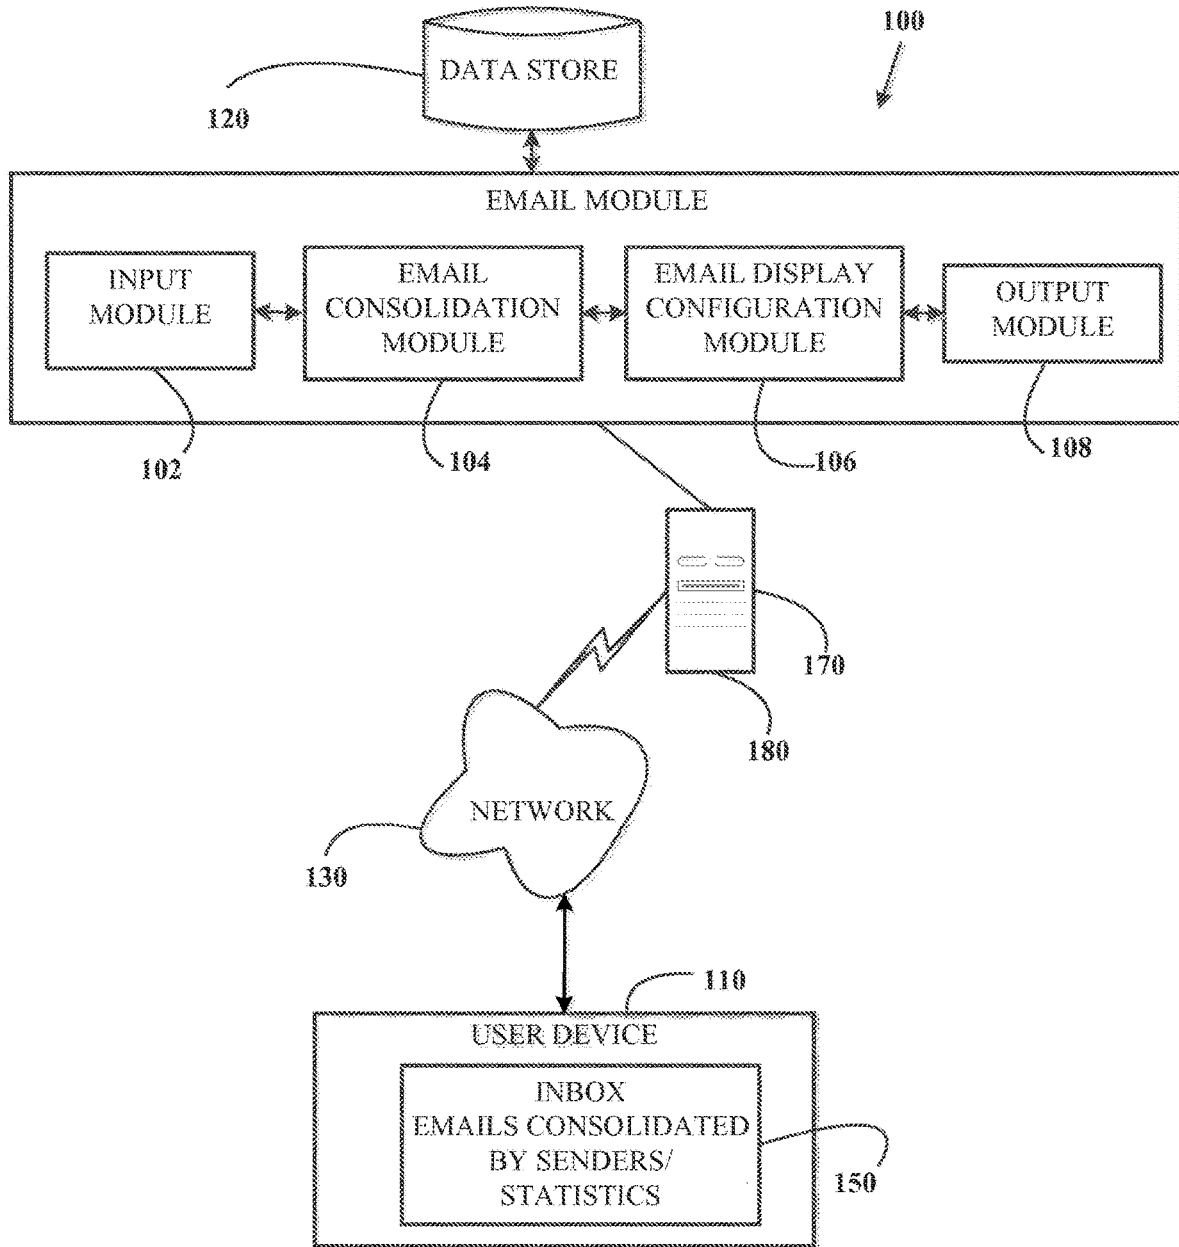 100
DATA STORE
120
EMAIL MODULE
INPUT
MODULE
EMAIL
CONSOLIDATION
MODULE
EMAIL DISPLAY
CONFIGURATION
MODULE
OUTPUT
MODULE
102
104
106
108
170
180
NETWORK
130
110
USER DEVICE
INBOX
EMAILS CONSOLIDATED
BY SENDERS/
STATISTICS
150